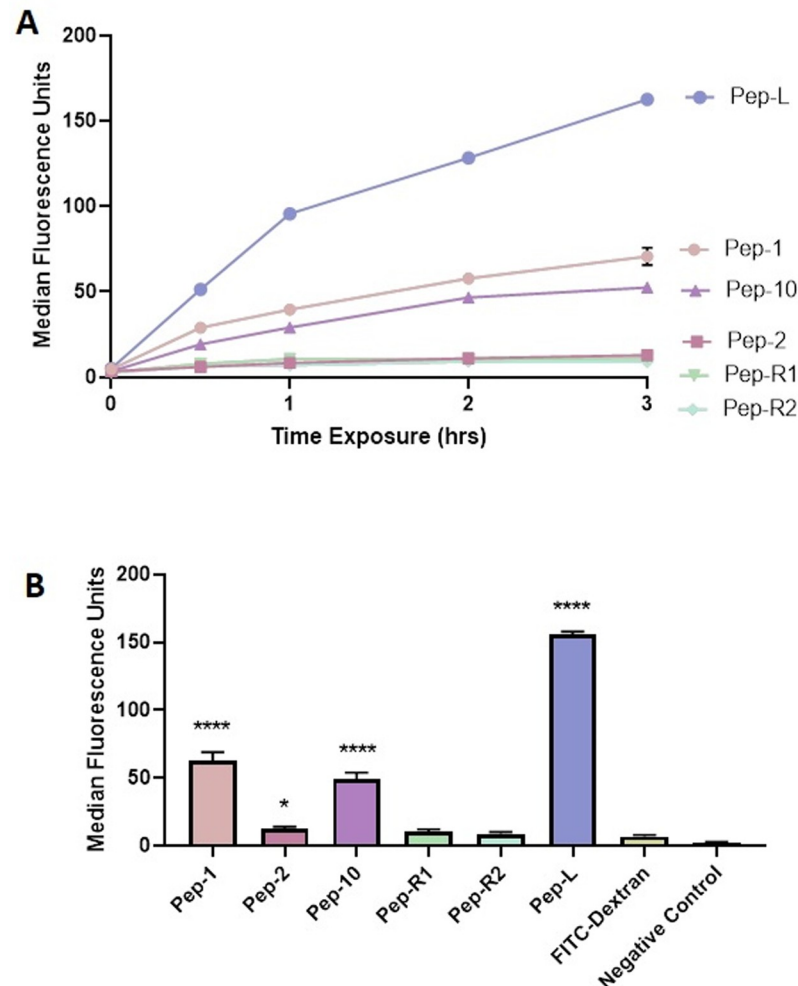 A
Median Fluorescence Units
200
150
100
50
0
0
1
2
3
Time Exposure (hrs)
Pep-L
Pep-1
Pep-10
Pep-2
Pep-R1
Pep-R2
B
Median Fluorescence Units
200
150
100
50
0
****
*
****
****
Pep-1
Pep-2
Pep-10
Pep-R1
Pep-R2
Pep-L
FITC-Dextran
Negative Control